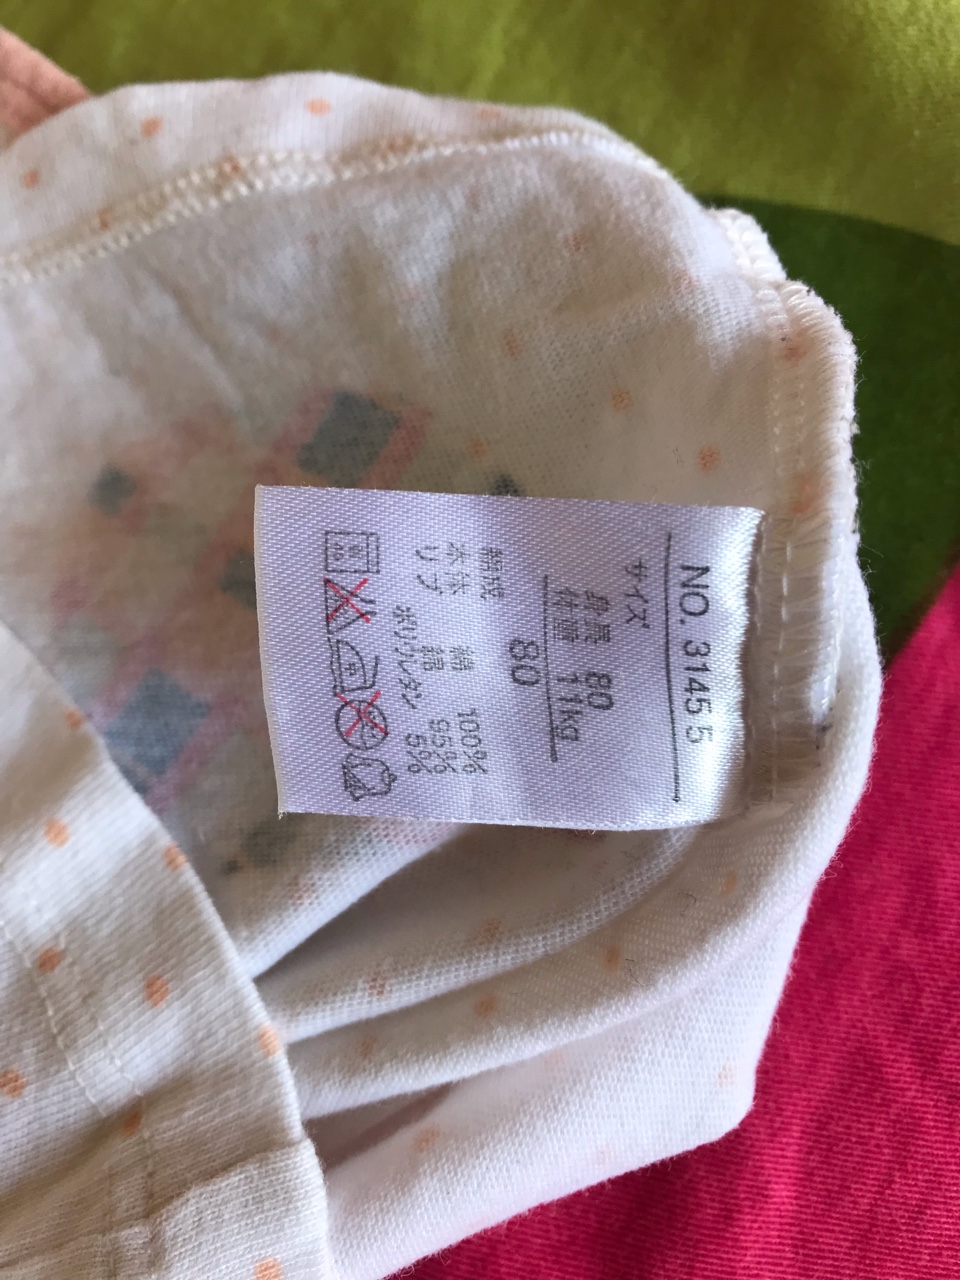 NO. 3145 5
サイズ
身長 80
体重 11kg
80
組成
本体 綿 100%
リブ 綿 95%
ポリウレタン 5%